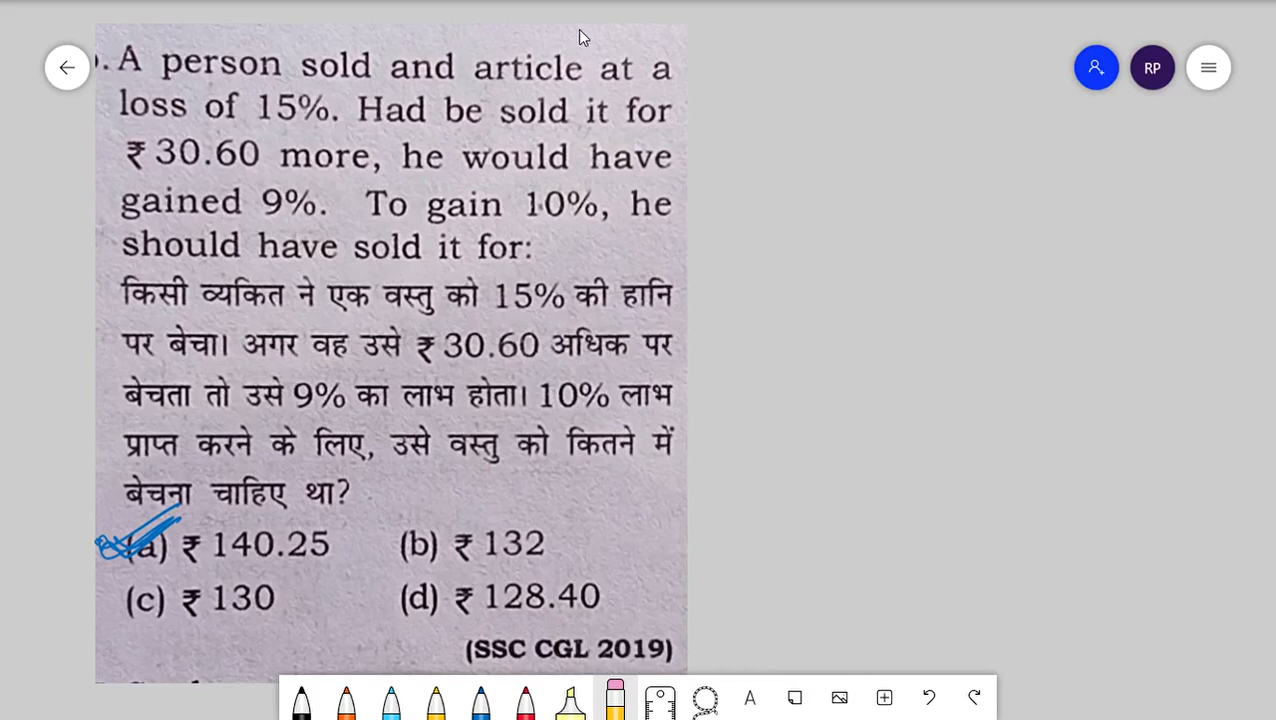 . A person sold and article at a
loss of 15%. Had be sold it for
₹ 30.60 more, he would have
gained 9%. To gain 10%, he
should have sold it for:
किसी व्यकित ने एक वस्तु को 15% की हानि
पर बेचा। अगर वह उसे ₹ 30.60 अधिक पर
बेचता तो उसे 9% का लाभ होता। 10% लाभ
प्राप्त करने के लिए, उसे वस्तु को कितने में
बेचना चाहिए था?
(a) ₹ 140.25 (b) ₹ 132
(c) ₹ 130 (d) ₹ 128.40
(SSC CGL 2019)
RP
A